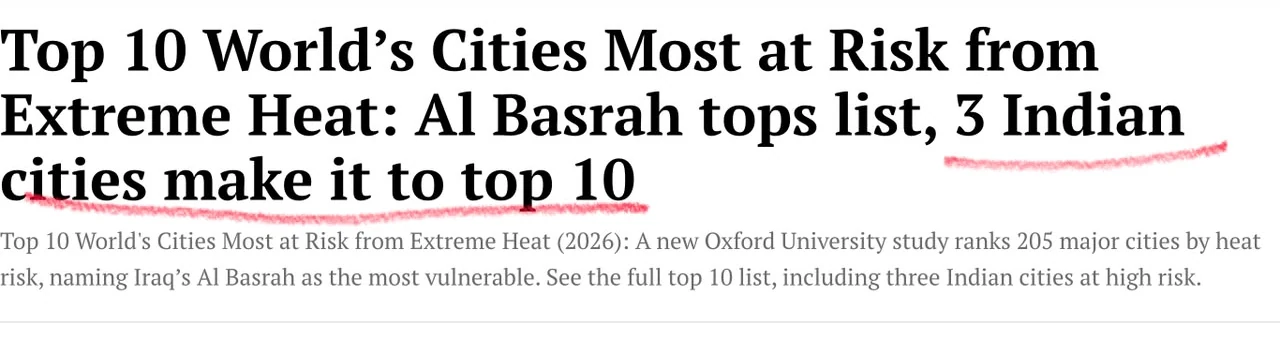 Top 10 World’s Cities Most at Risk from
Extreme Heat: Al Basrah tops list, 3 Indian
cities make it to top 10
Top 10 World's Cities Most at Risk from Extreme Heat (2026): A new Oxford University study ranks 205 major cities by heat
risk, naming Iraq’s Al Basrah as the most vulnerable. See the full top 10 list, including three Indian cities at high risk.